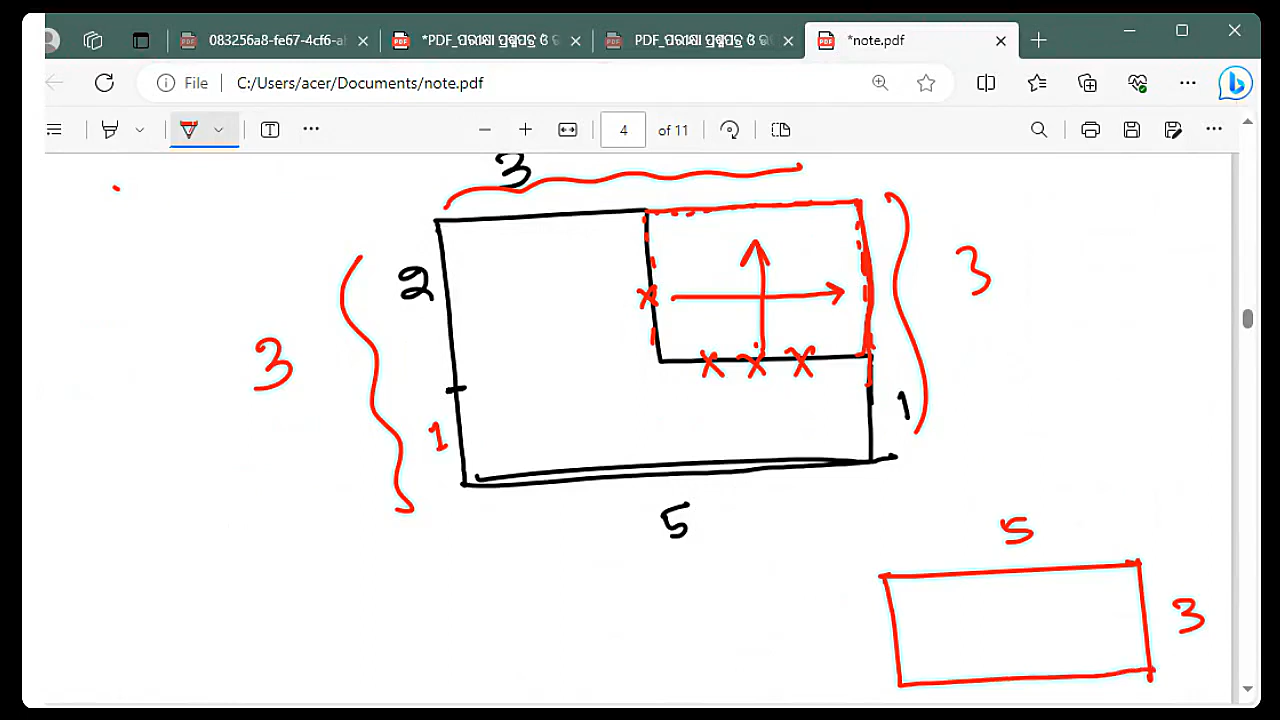 083256a8-fe67-4cf6-a
*PDF_ପରୀକ୍ଷା ପ୍ରସ୍ତୁତି ଓ
PDF_ପରୀକ୍ଷା ପ୍ରସ୍ତୁତି ଓ
*note.pdf
File
C:/Users/acer/Documents/note.pdf
4 of 11
3
2
3
3
1
1
5
5
3